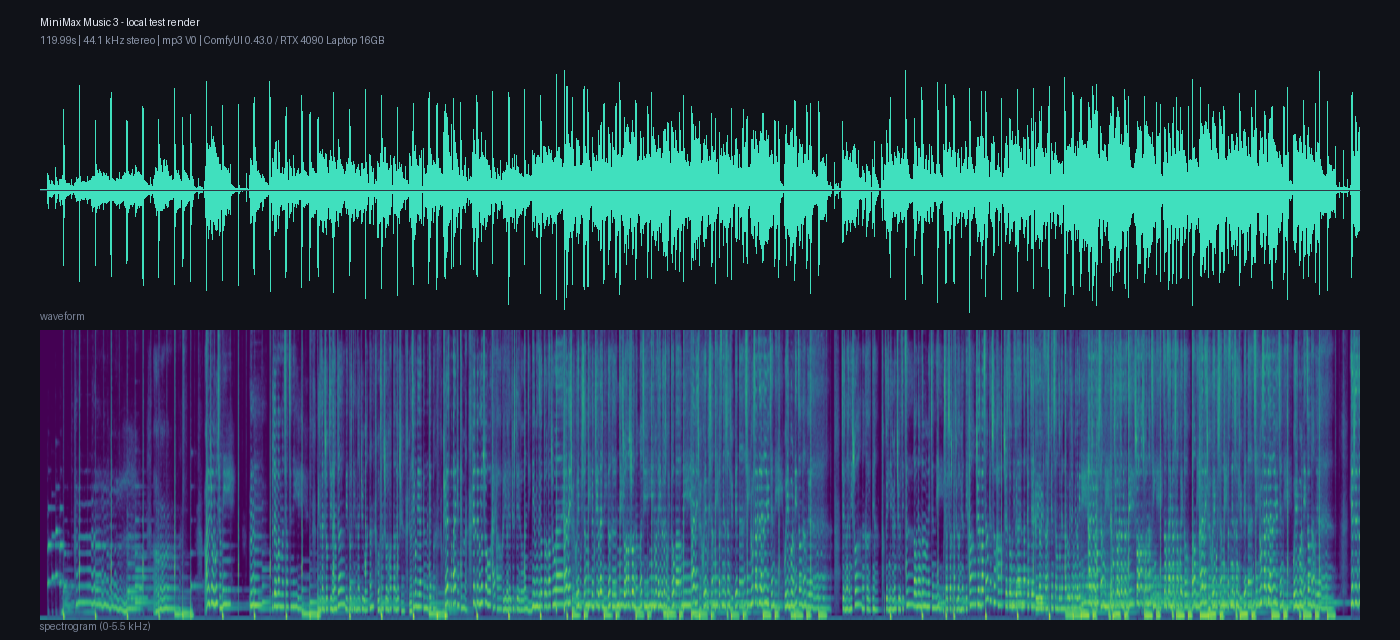 MiniMax Music 3 - local test render
119.99s | 44.1 kHz stereo | mp3 V0 | ComfyUI 0.43.0 / RTX 4090 Laptop 16GB
waveform
spectrogram (0-5.5 kHz)